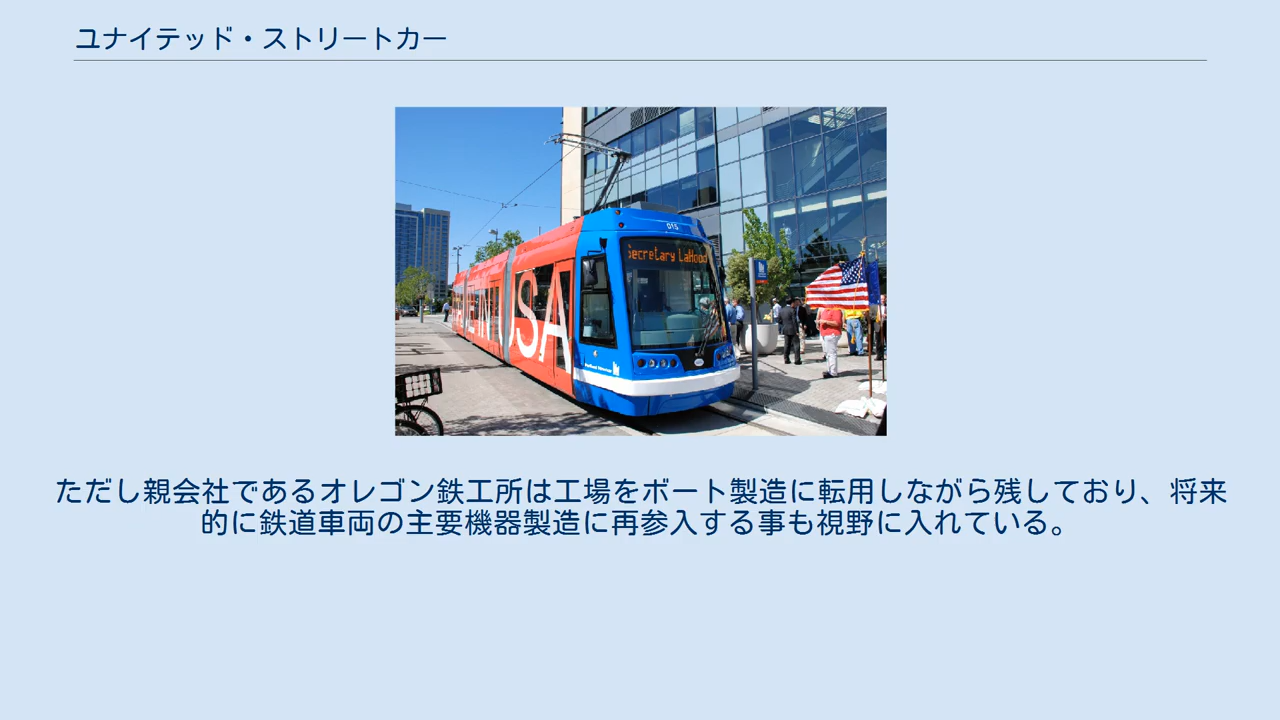 ユナイテッド・ストリートカー
015
Secretary LaHood
USA
ただし親会社であるオレゴン鉄工所は工場をボート製造に転用しながら残しており、将来
的に鉄道車両の主要機器製造に再参入する事も視野に入れている。